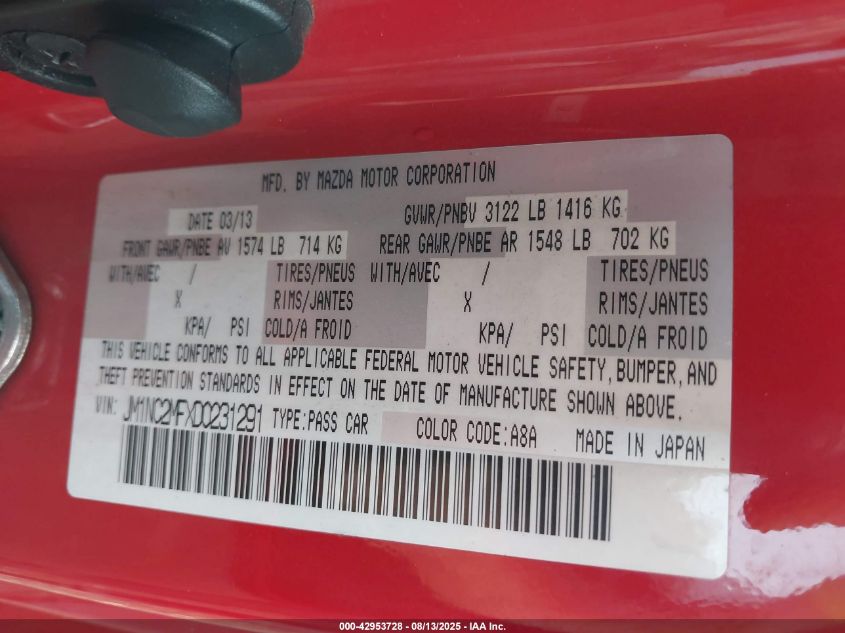 MFD. BY MAZDA MOTOR CORPORATION
DATE 03/13 GVWR/PNBV 3122 LB 1416 KG
FRONT GAWR/PNBE AV 1574 LB 714 KG REAR GAWR/PNBE AR 1548 LB 702 KG
WITH/AVEC / TIRES/PNEUS WITH/AVEC / TIRES/PNEUS
X RIMS/JANTES X RIMS/JANTES
KPA/ PSI COLD/A FROID KPA/ PSI COLD/A FROID
THIS VEHICLE CONFORMS TO ALL APPLICABLE FEDERAL MOTOR VEHICLE SAFETY, BUMPER, AND
THEFT PREVENTION STANDARDS IN EFFECT ON THE DATE OF MANUFACTURE SHOWN ABOVE.
VIN: JM1NC2MFXD0231291 TYPE:PASS CAR COLOR CODE:A8A MADE IN JAPAN
000-42953728 - 08/13/2025 - IAA Inc.